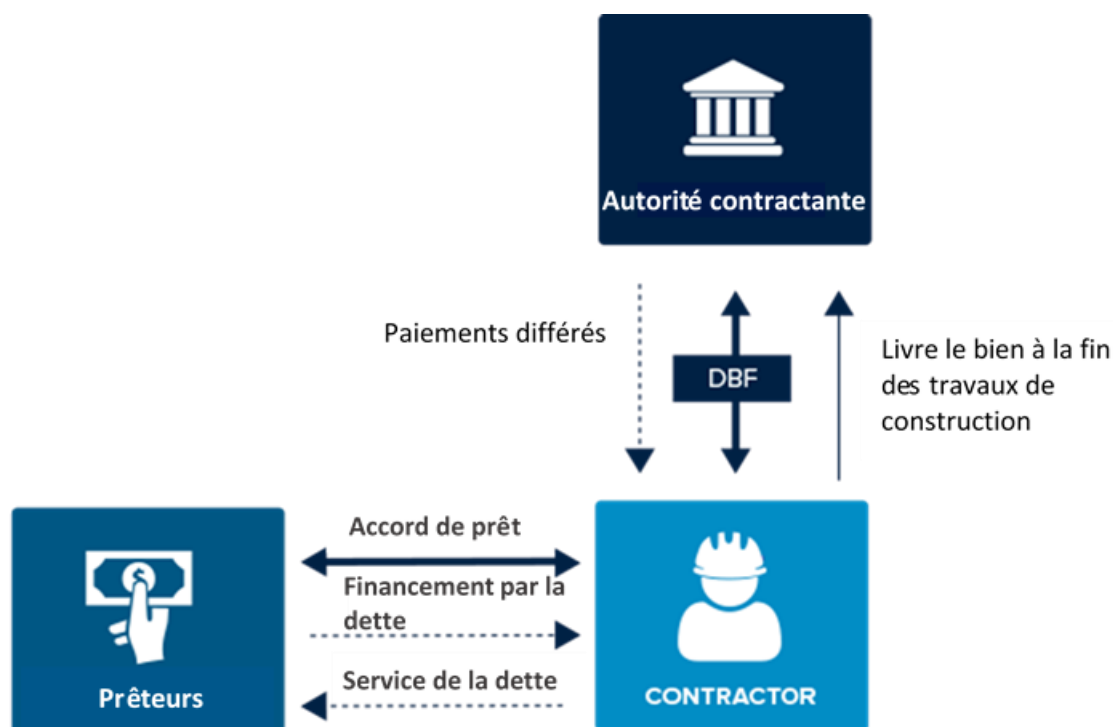 Autorité contractante
Paiements différés
DBF
Livre le bien à la fin
des travaux de
construction
Accord de prêt
Financement par la
dette
Service de la dette
Prêteurs
CONTRACTOR
$